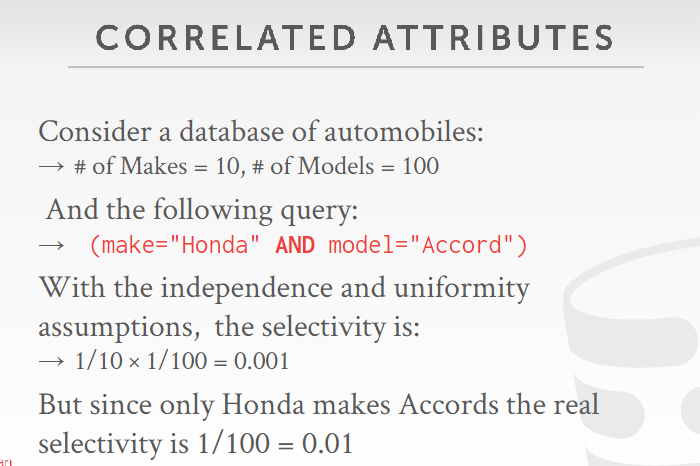 CORRELATED ATTRIBUTES
Consider a database of automobiles:
→ # of Makes = 10, # of Models = 100
And the following query:
→ (make="Honda" AND model="Accord")
With the independence and uniformity
assumptions, the selectivity is:
→ 1/10 × 1/100 = 0.001
But since only Honda makes Accords the real
selectivity is 1/100 = 0.01